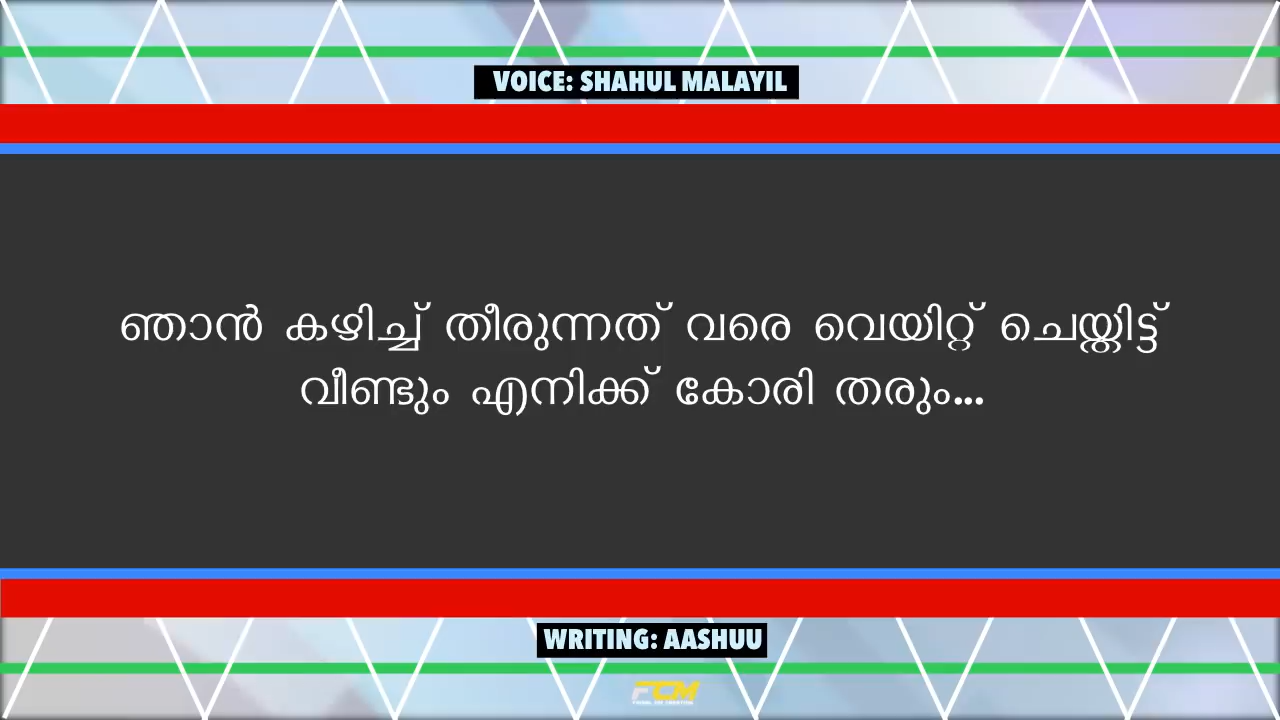 VOICE: SHAHUL MALAYIL
ഞാൻ കഴിച്ച് തീരുന്നത് വരെ വെയിറ്റ് ചെയ്തിട്ട്
വീണ്ടും എനിക്ക് കോരി തരും...
WRITING: AASHUU
FCM